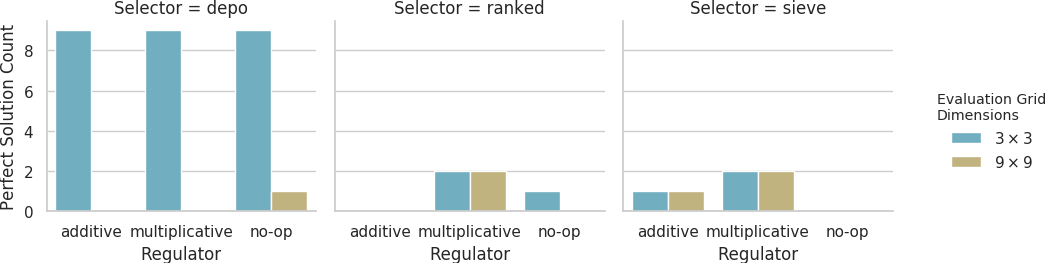 Selector = depo
Selector = ranked
Selector = sieve
Perfect Solution Count
8
6
4
2
0
additive multiplicative no-op
additive multiplicative no-op
additive multiplicative no-op
Regulator
Regulator
Regulator
Evaluation Grid
Dimensions
3 × 3
9 × 9